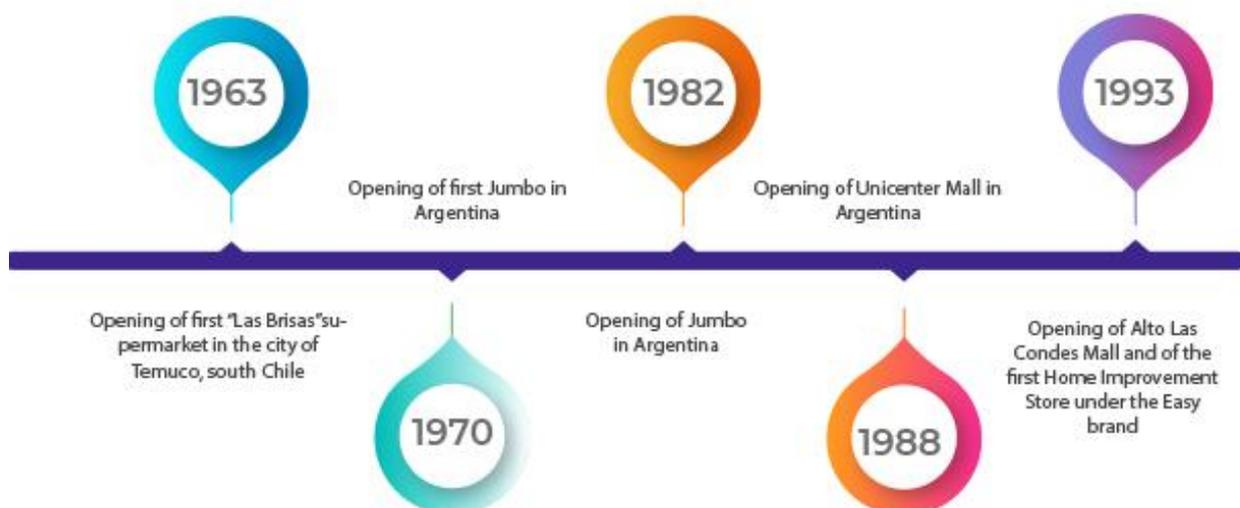 1963
1982
1993
Opening of first Jumbo in
Argentina
Opening of Unicenter Mall in
Argentina
Opening of first “Las Brisas”su-
permarket in the city of
Temuco, south Chile
Opening of Jumbo
in Argentina
Opening of Alto Las
Condes Mall and of the
first Home Improvement
Store under the Easy
brand
1970
1988